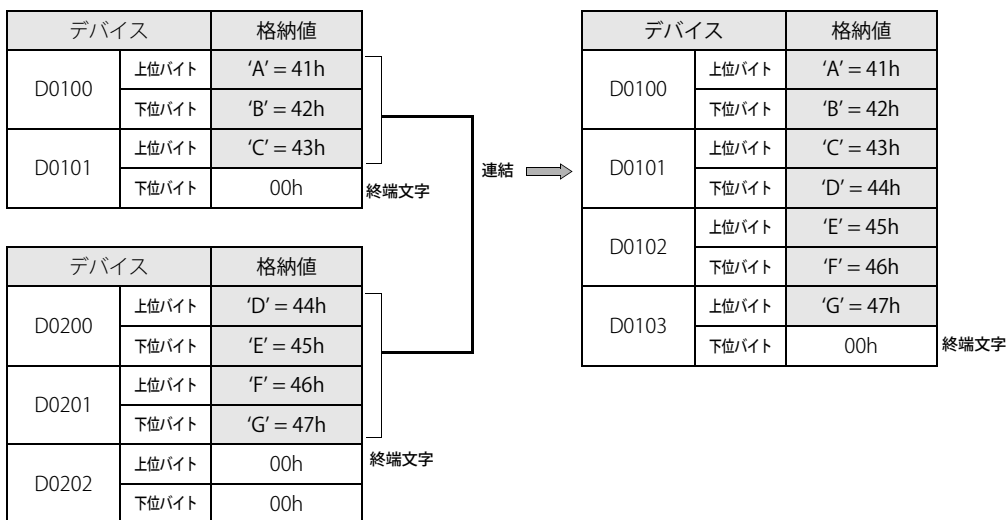 デバイス 格納値
D0100 上位バイト ‘A’ = 41h
下位バイト ‘B’ = 42h
D0101 上位バイト ‘C’ = 43h
下位バイト 00h 終端文字
デバイス 格納値
D0200 上位バイト ‘D’ = 44h
下位バイト ‘E’ = 45h
D0201 上位バイト ‘F’ = 46h
下位バイト ‘G’ = 47h
D0202 上位バイト 00h 終端文字
下位バイト 00h
連結
デバイス 格納値
D0100 上位バイト ‘A’ = 41h
下位バイト ‘B’ = 42h
D0101 上位バイト ‘C’ = 43h
下位バイト ‘D’ = 44h
D0102 上位バイト ‘E’ = 45h
下位バイト ‘F’ = 46h
D0103 上位バイト ‘G’ = 47h
下位バイト 00h 終端文字